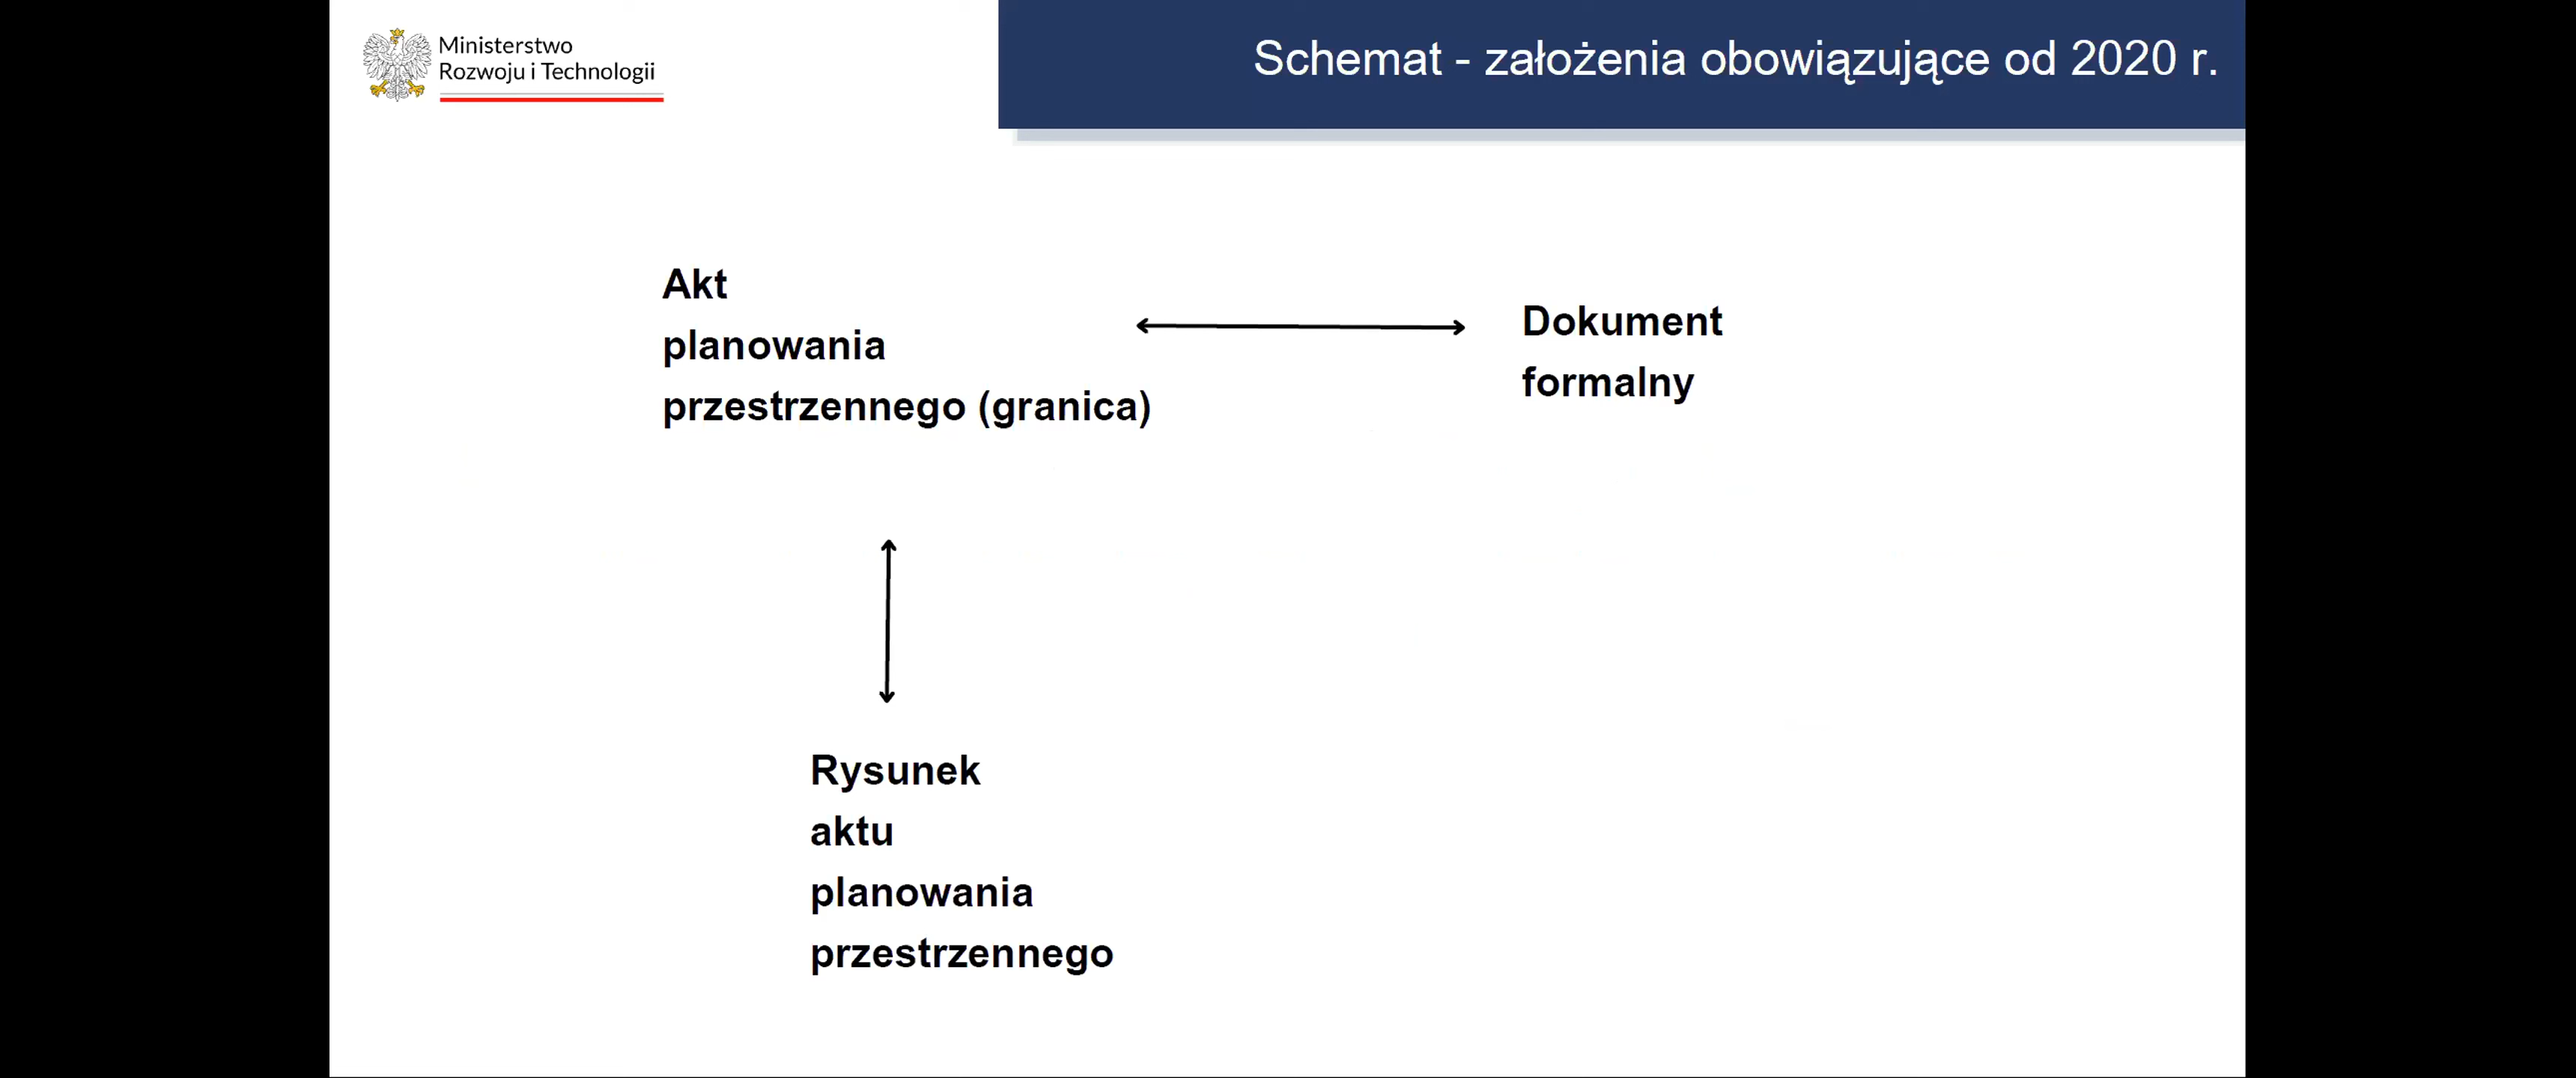 Ministerstwo
Rozwoju i Technologii
Schemat - założenia obowiązujące od 2020 r.
Akt
planowania
przestrzennego (granica)
Dokument
formalny
Rysunek
aktu
planowania
przestrzennego